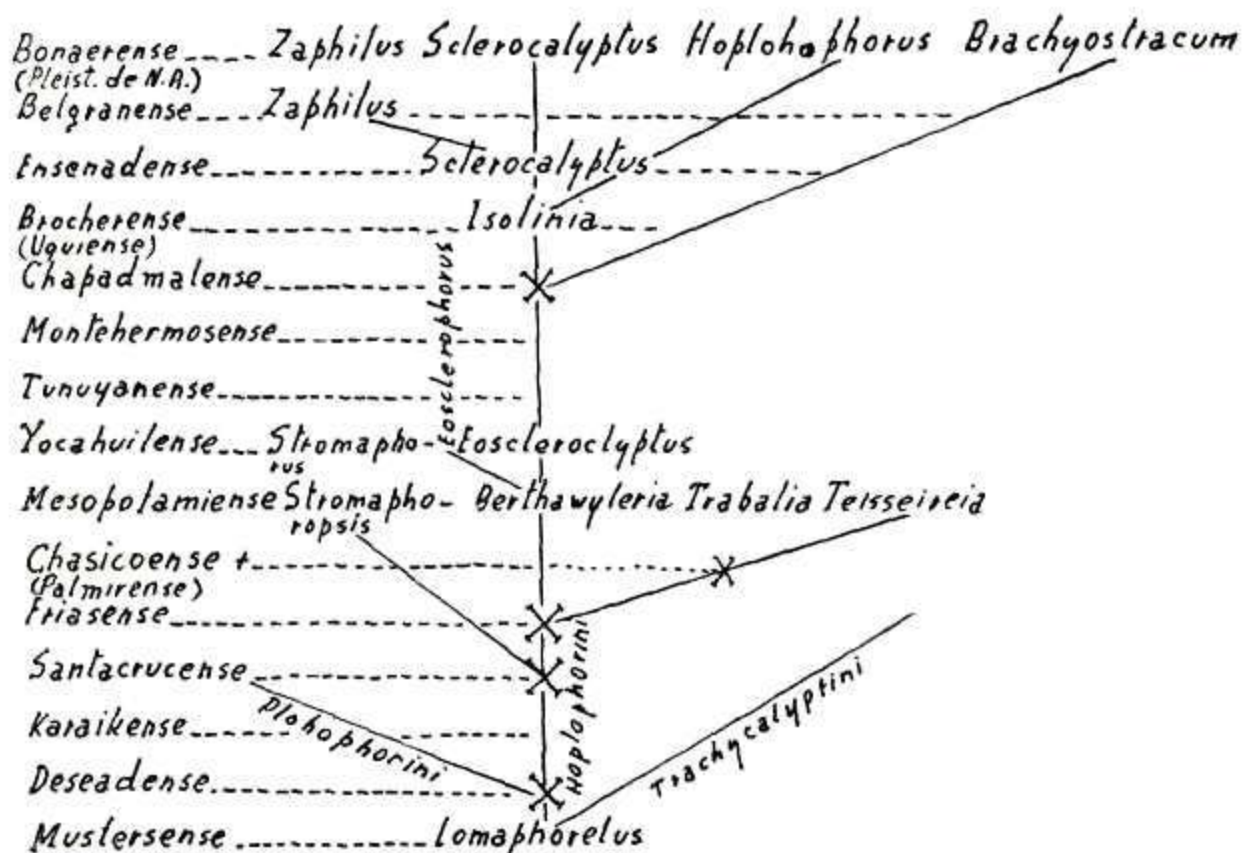 Bonaerense Zaphilus Sclerocalyptus Hoplohophorus Brachyostracum
(Pleist. de N.A.)
Belgranense Zaphilus
Ensenadense Sclerocalyptus
Brocherense Isolinia
(Uquiense)
Eosclerophorus
Chapadmalense
Montehermosense
Tunuyanense
Yocahuilense Stromapho- Eoscleroclyptus
rus
Mesopotamiense Stromapho- Berthawyleria Trabalia Teisseireia
ropsis
Chasicoense +
(Palmirense)
Friasense
Santacrucense
Hoplophorini
Trachycalyptini
Plohophorini
Karaikense
Deseadense
Mustersense Lomaphorelus